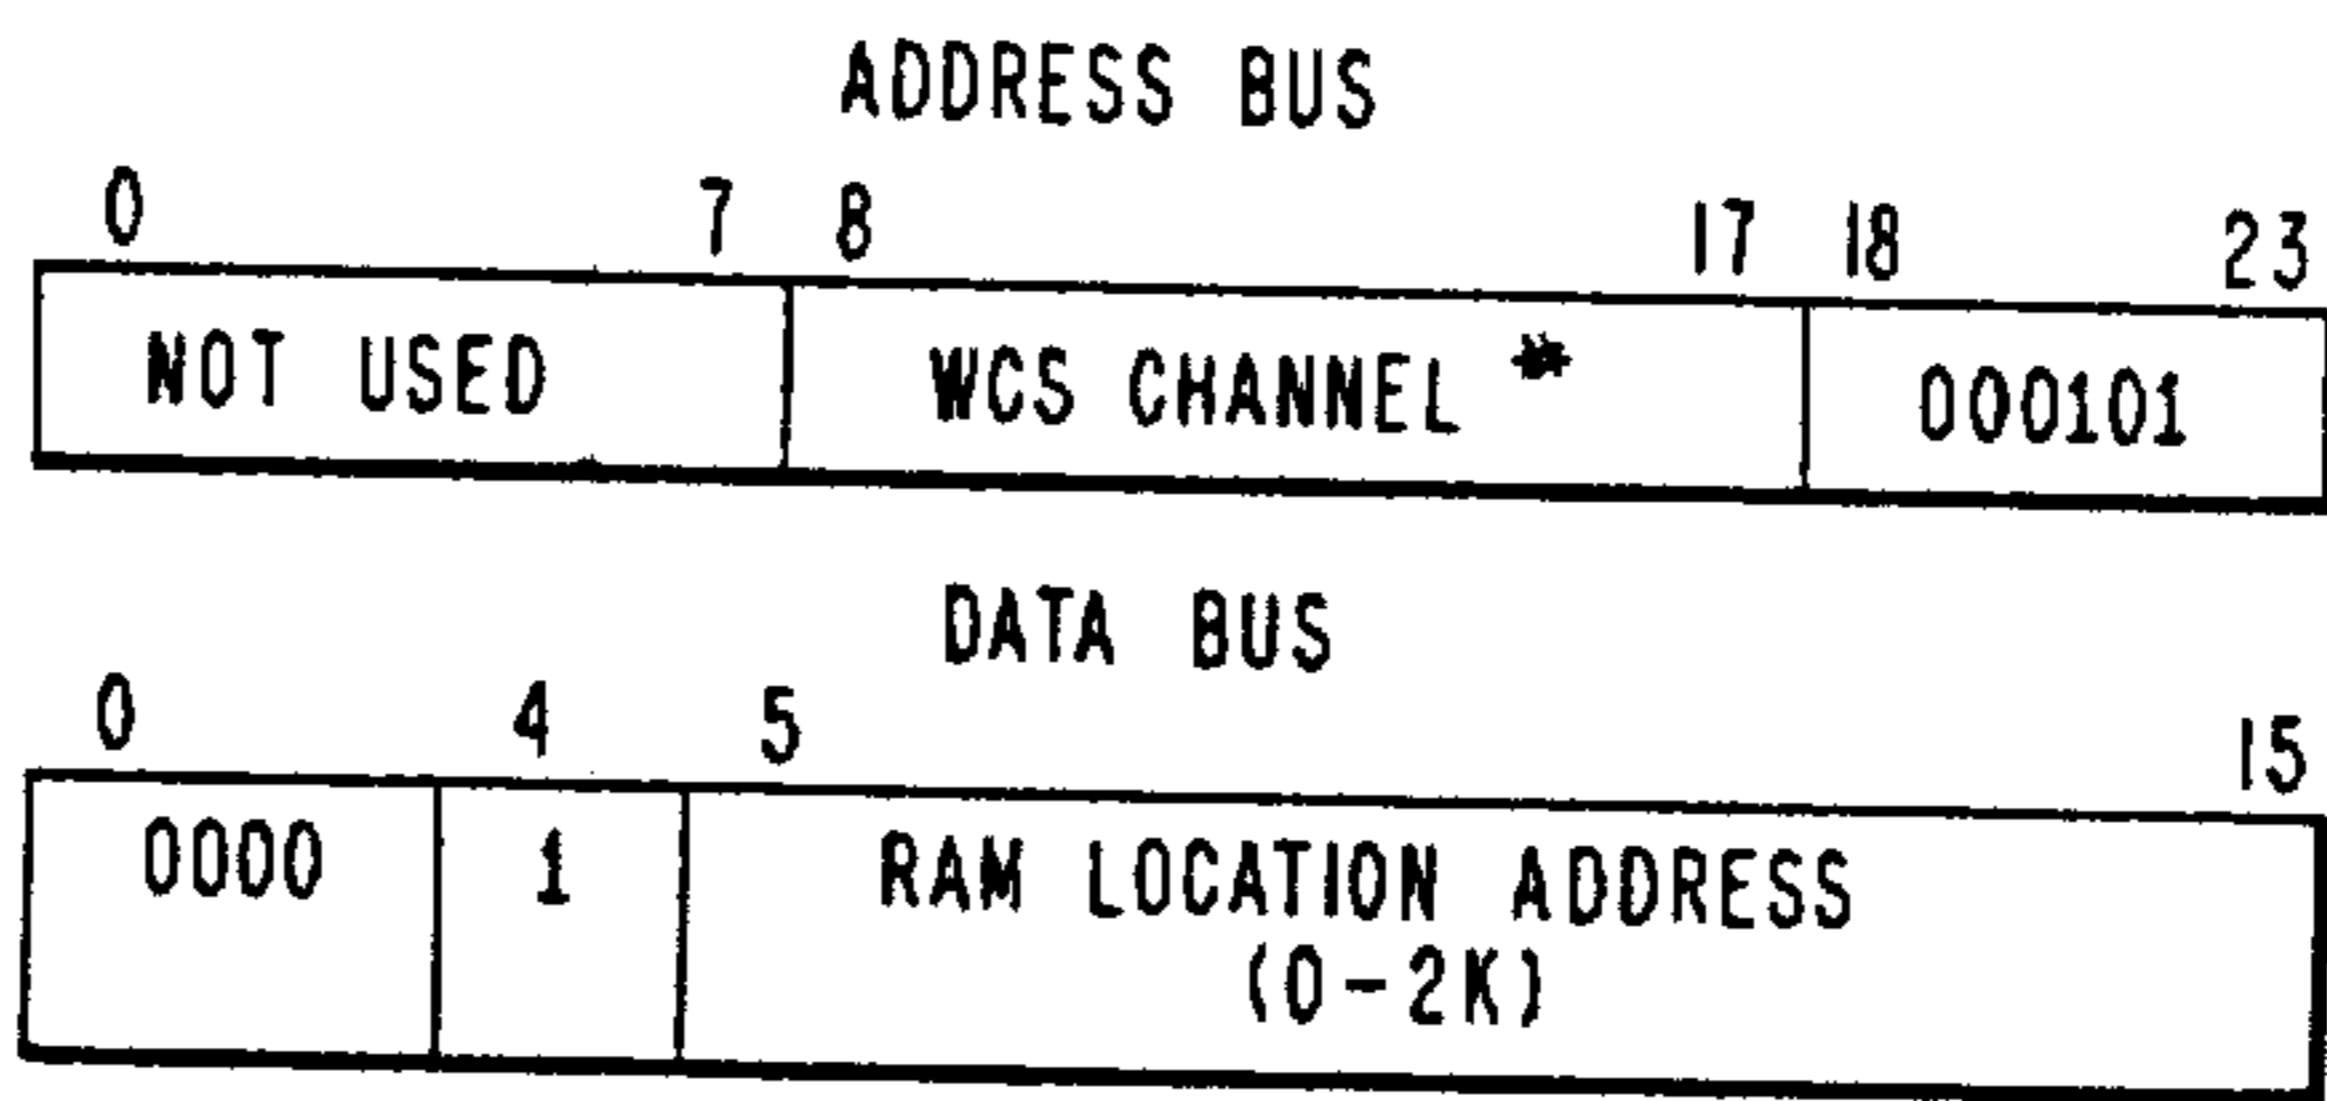 ADDRESS BUS
0 7 8 17 18 23
NOT USED WCS CHANNEL * 000101
DATA BUS
0 4 5 15
0000 1 RAM LOCATION ADDRESS
(0-2K)